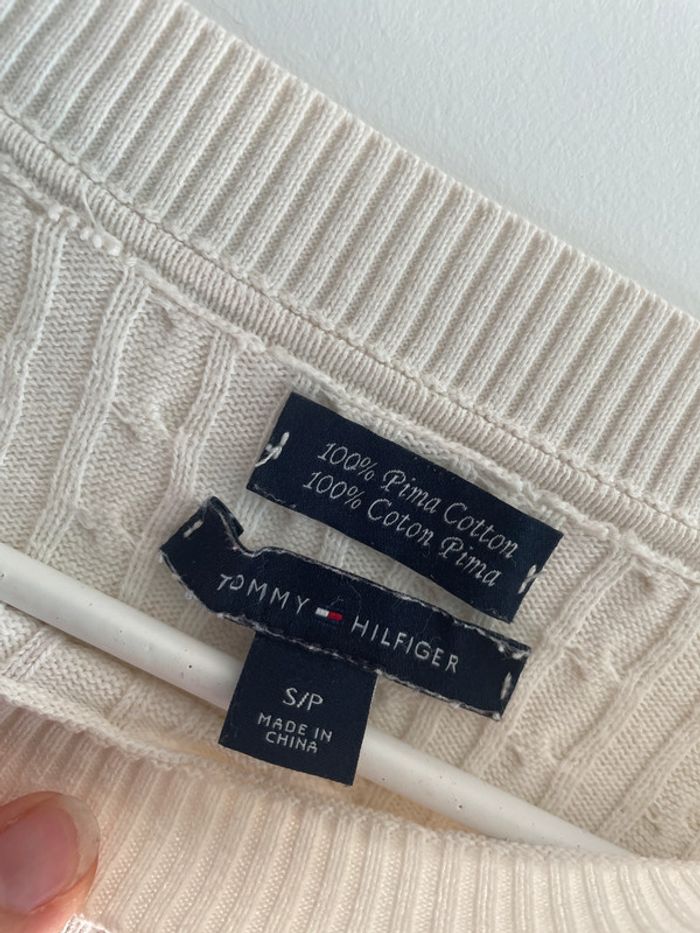 100% Pima Cotton
100% Coton Pima
TOMMY HILFIGER
S/P
MADE IN
CHINA